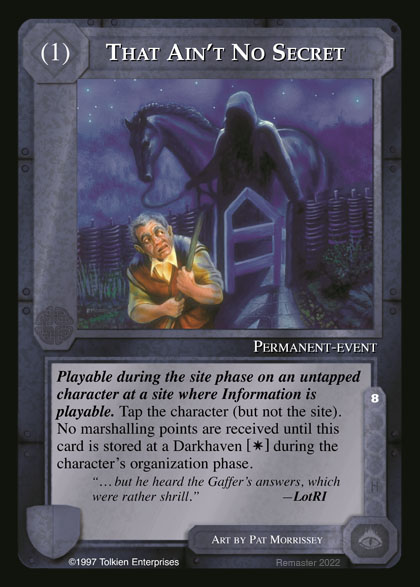 (1)
THAT AIN'T NO SECRET
PERMANENT-EVENT
8
Playable during the site phase on an untapped
character at a site where Information is
playable. Tap the character (but not the site).
No marshalling points are received until this
card is stored at a Darkhaven [✶] during the
character's organization phase.
"… but he heard the Gaffer's answers, which
were rather shrill." –LotRI
H
ART BY PAT MORRISSEY
©1997 Tolkien Enterprises
Remaster 2022